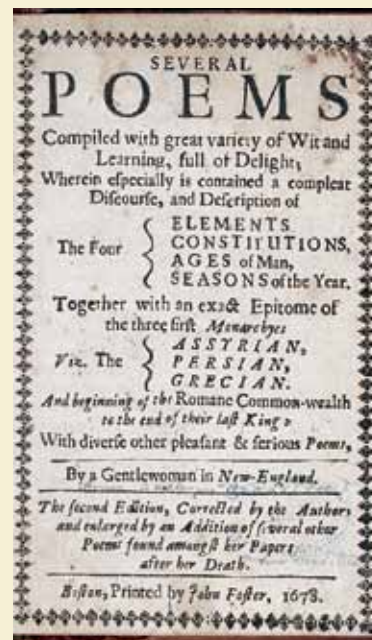 SEVERAL
POEMS
Compiled with great variety of Wit and
Learning, full of Delight,
Wherein especially is contained a compleat
Discourse, and Description of
The Four { ELEMENTS
CONSTITUTIONS,
AGES of Man,
SEASONS of the Year.
Together with an exact Epitome of
the three first Monarchyes
Viz. The { ASSYRIAN,
PERSIAN,
GRECIAN.
And beginning of the Romane Common-wealth
to the end of their last King:
With diverse other pleasant & serious Poems,
By a Gentlewoman in New-England.
The second Edition, Corrected by the Author,
and enlarged by an Addition of several other
Poems found amongst her Papers
after her Death.
Boston, Printed by John Foster, 1678.